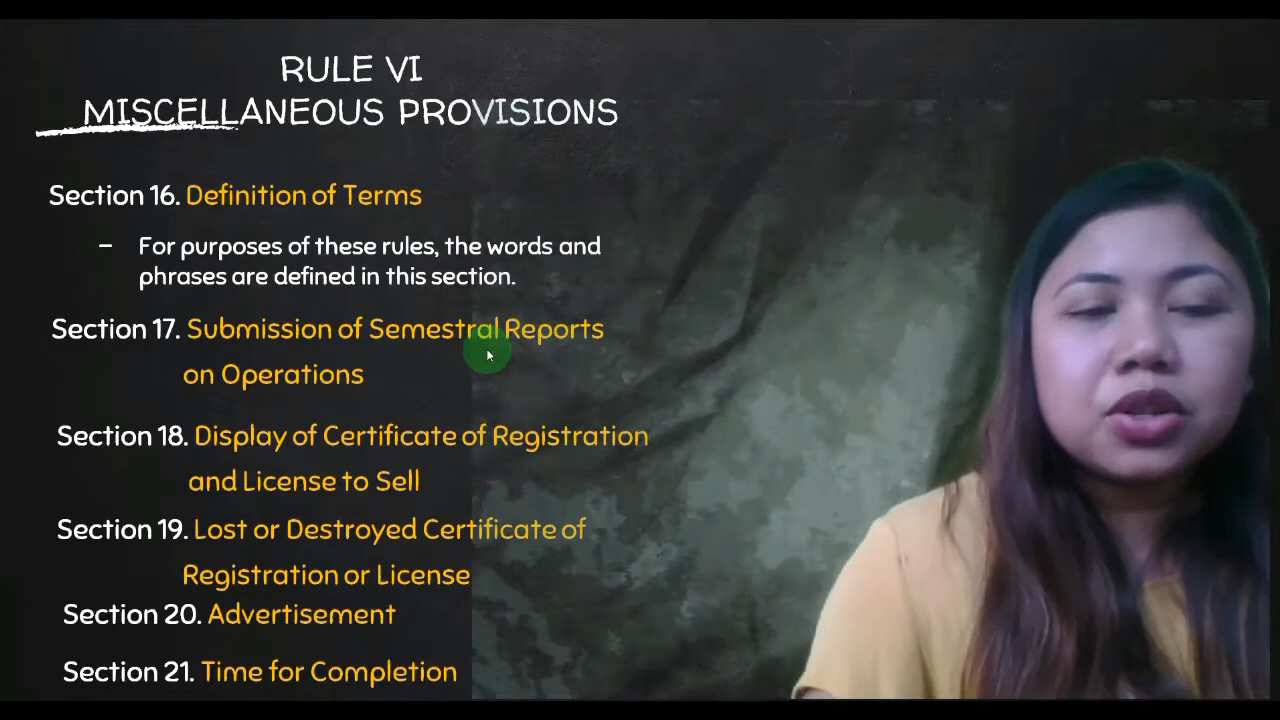 RULE VI
MISCELLANEOUS PROVISIONS
Section 16. Definition of Terms
– For purposes of these rules, the words and
phrases are defined in this section.
Section 17. Submission of Semestral Reports
on Operations
Section 18. Display of Certificate of Registration
and License to Sell
Section 19. Lost or Destroyed Certificate of
Registration or License
Section 20. Advertisement
Section 21. Time for Completion